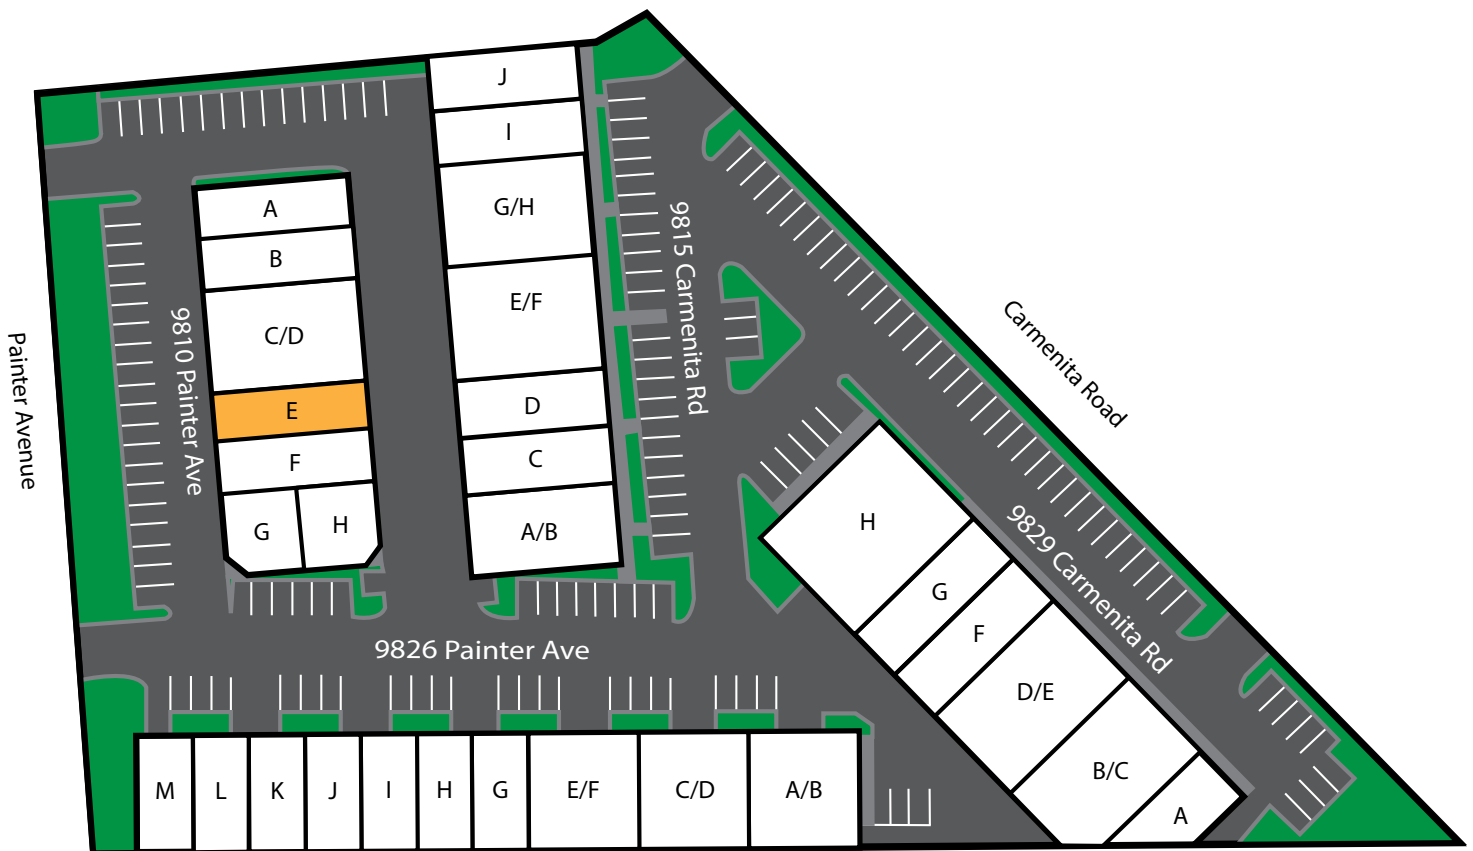 Painter Avenue
9810 Painter Ave
A
B
C/D
E
F
G
H
J
I
G/H
E/F
D
C
A/B
9815 Carmenita Rd
Carmenita Road
9829 Carmenita Rd
H
G
F
D/E
B/C
A
9826 Painter Ave
M
L
K
J
I
H
G
E/F
C/D
A/B